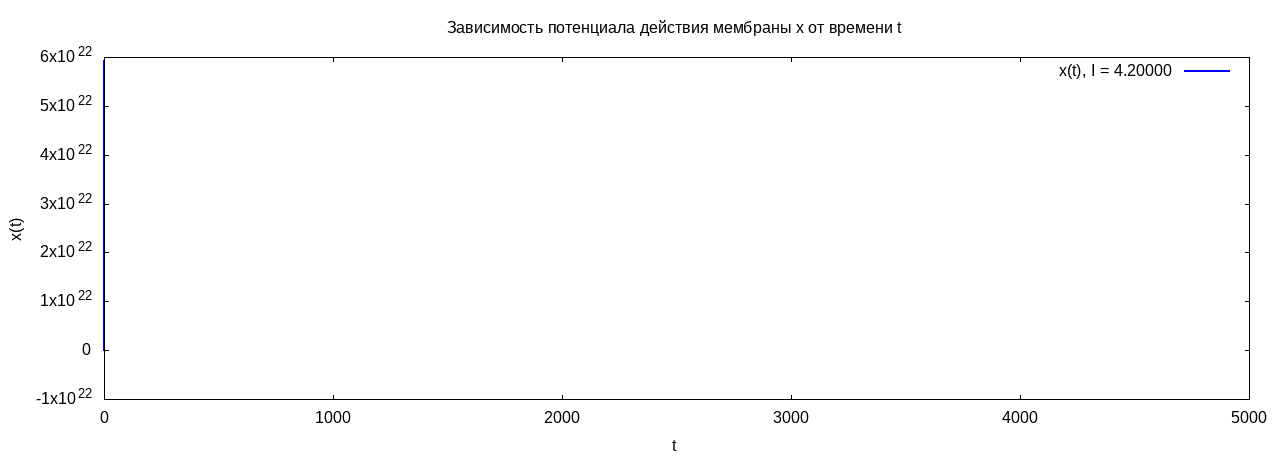 Зависимость потенциала действия мембраны x от времени t
6x10^22
x(t), I = 4.20000
5x10^22
4x10^22
3x10^22
x(t)
2x10^22
1x10^22
0
-1x10^22
0 1000 2000 3000 4000 5000
t